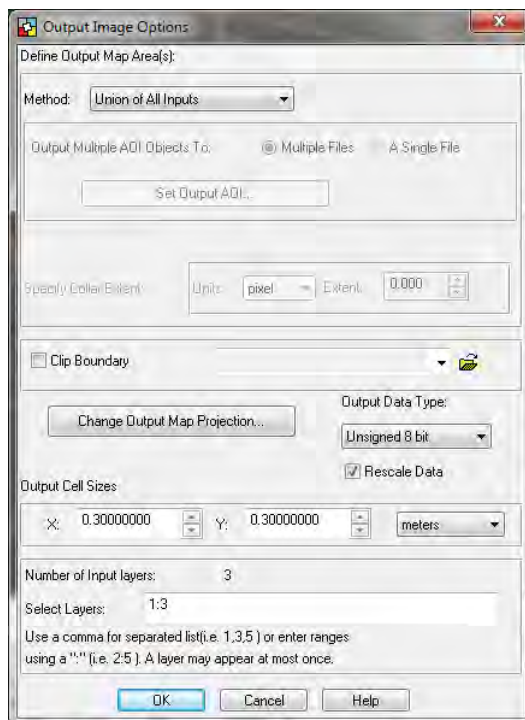 Output Image Options
Define Output Map Area(s):
Method: Union of All Inputs
Output Multiple AOI Objects To: Multiple Files A Single File
Set Output AOI...
Specify Collar Extent: Unit: pixel Extent: 0.000
Clip Boundary
Change Output Map Projection...
Output Data Type:
Unsigned 8 bit
Rescale Data
Output Cell Sizes
X: 0.30000000 Y: 0.30000000 meters
Number of Input layers: 3
Select Layers: 1:3
Use a comma for separated list(i.e. 1,3,5 ) or enter ranges
using a ":" (i.e. 2:5 ). A layer may appear at most once.
OK Cancel Help